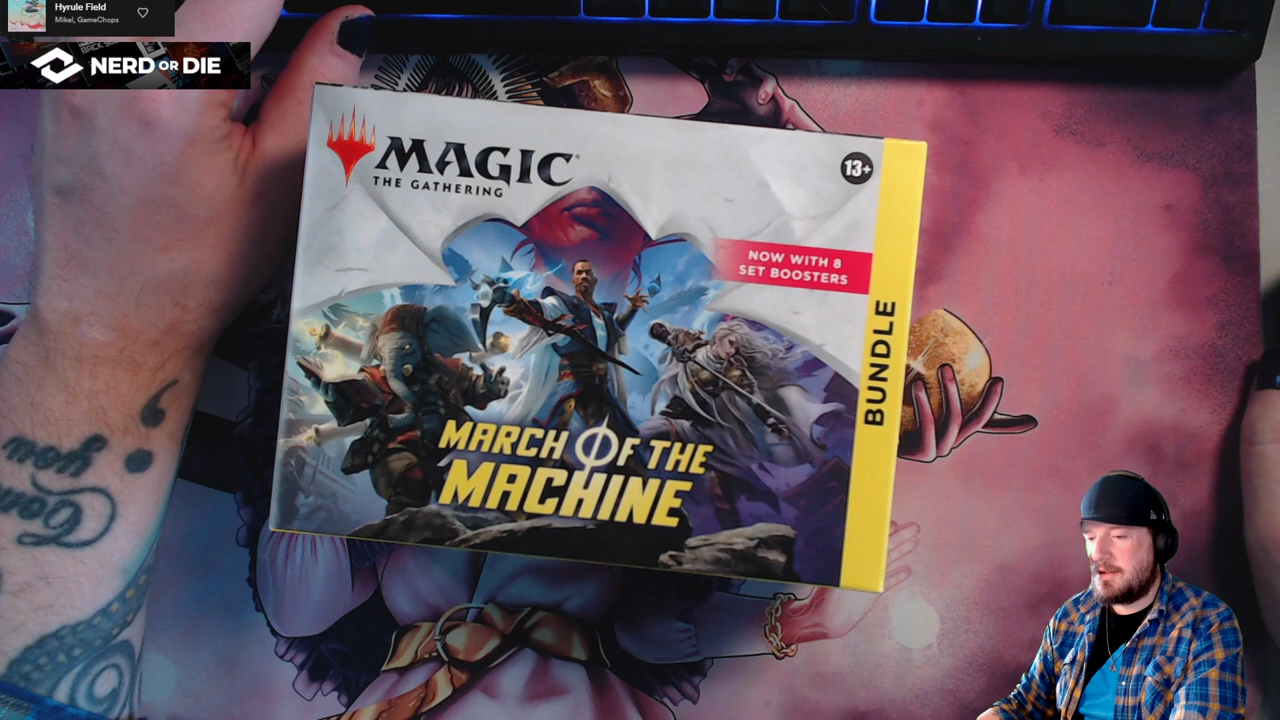 Hyrule Field
Mikel, GameChops
NERD OR DIE
MAGIC
THE GATHERING
13+
NOW WITH 8
SET BOOSTERS
BUNDLE
MARCH OF THE
MACHINE
you